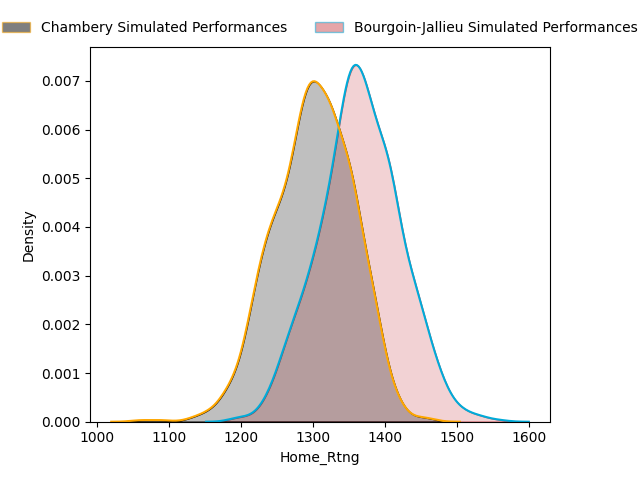 Chambery Simulated Performances Bourgoin-Jallieu Simulated Performances
0.007
0.006
0.005
0.004
0.003
0.002
0.001
0.000
Density
1000 1100 1200 1300 1400 1500 1600
Home_Rtng